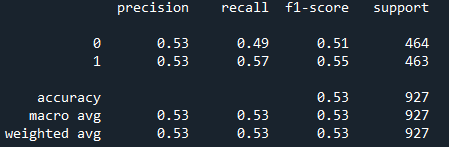 precision recall f1-score support
0 0.53 0.49 0.51 464
1 0.53 0.57 0.55 463
accuracy 0.53 927
macro avg 0.53 0.53 0.53 927
weighted avg 0.53 0.53 0.53 927